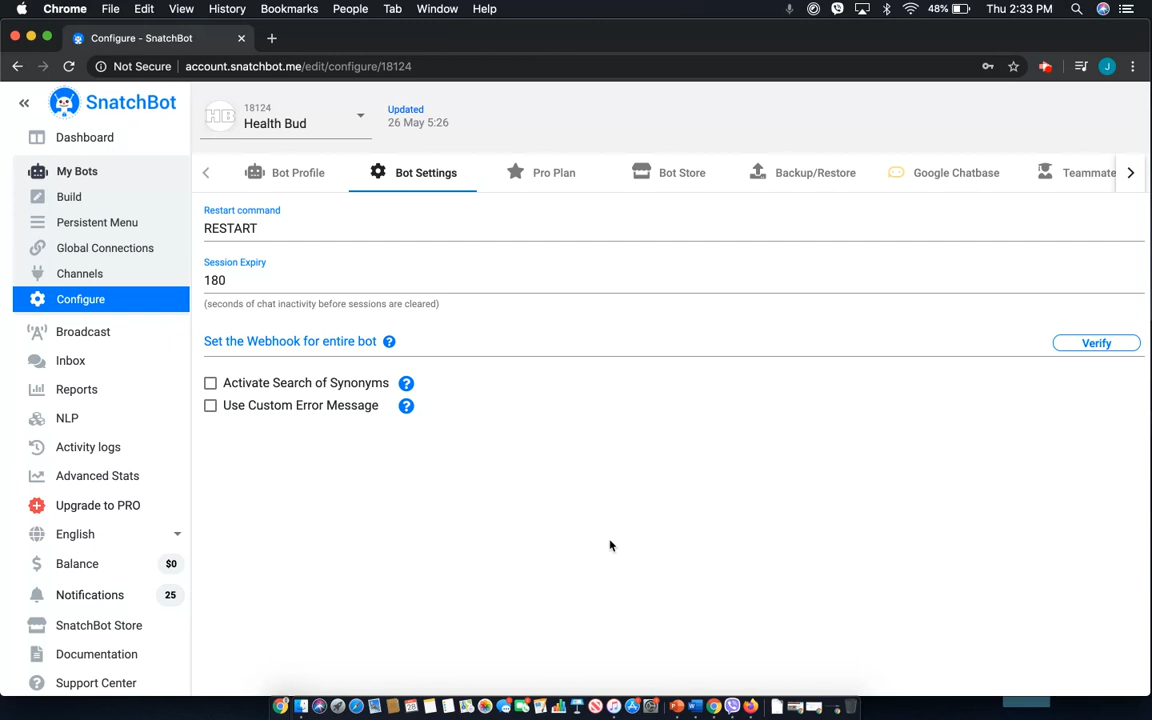 Chrome File Edit View History Bookmarks People Tab Window Help 48% Thu 2:33 PM
Configure - SnatchBot
Not Secure account.snatchbot.me/edit/configure/18124 J
SnatchBot
Dashboard
My Bots
Build
Persistent Menu
Global Connections
Channels
Configure
Broadcast
Inbox
Reports
NLP
Activity logs
Advanced Stats
Upgrade to PRO
English
Balance $0
Notifications 25
SnatchBot Store
Documentation
Support Center
HB
18124
Health Bud
Updated
26 May 5:26
Bot Profile Bot Settings Pro Plan Bot Store Backup/Restore Google Chatbase Teammate
Restart command
RESTART
Session Expiry
180
(seconds of chat inactivity before sessions are cleared)
Set the Webhook for entire bot ? Verify
Activate Search of Synonyms ?
Use Custom Error Message ?